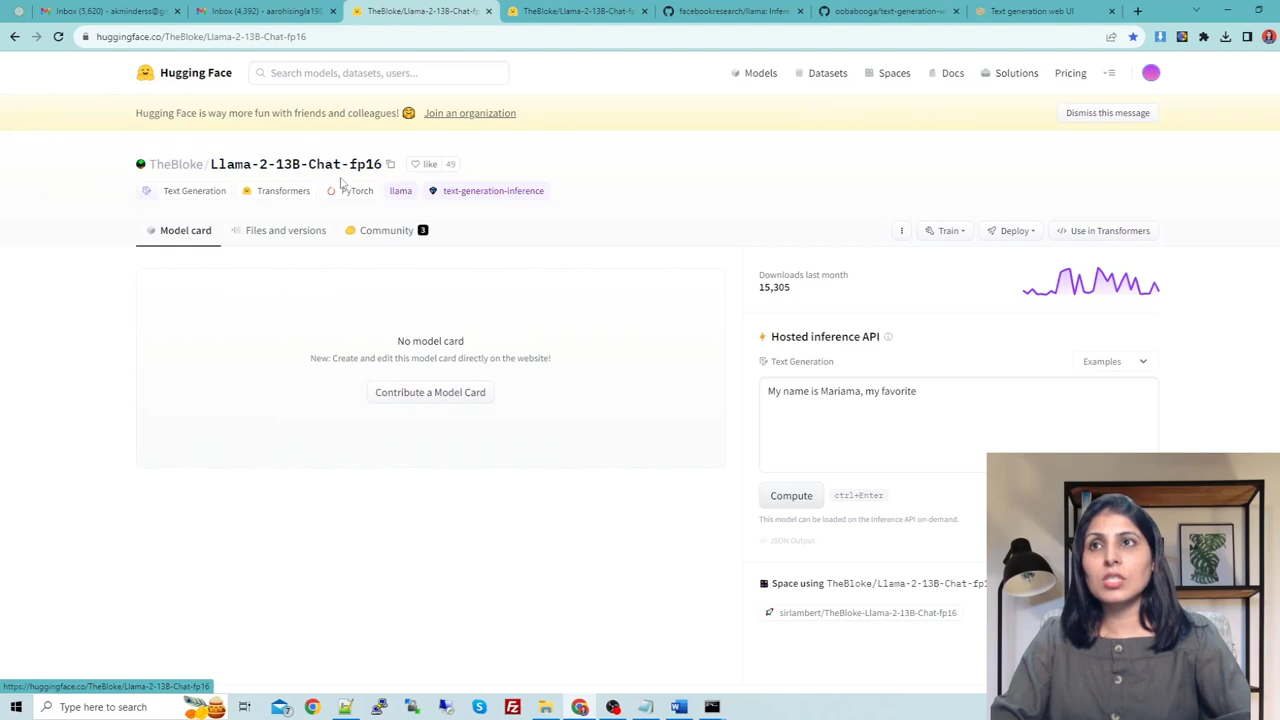 Inbox (5,620) - akminderss@g
Inbox (4,392) - aarohisingla198
TheBloke/Llama-2-13B-Chat-f
TheBloke/Llama-2-13B-Chat-f
facebookresearch/llama: Infere
oobabooga/text-generation-w
Text generation web UI
huggingface.co/TheBloke/Llama-2-13B-Chat-fp16
Hugging Face
Search models, datasets, users...
Models
Datasets
Spaces
Docs
Solutions
Pricing
Hugging Face is way more fun with friends and colleagues! 🤗 Join an organization
Dismiss this message
TheBloke/Llama-2-13B-Chat-fp16
like 49
Text Generation
Transformers
PyTorch
llama
text-generation-inference
Model card
Files and versions
Community 3
Train
Deploy
</> Use in Transformers
Downloads last month
15,305
No model card
New: Create and edit this model card directly on the website!
Contribute a Model Card
Hosted inference API
Text Generation
Examples
My name is Mariama, my favorite
Compute
ctrl+Enter
This model can be loaded on the Inference API on-demand.
</> JSON Output
Space using TheBloke/Llama-2-13B-Chat-fp1
sirlambert/TheBloke-Llama-2-13B-Chat-fp16
https://huggingface.co/TheBloke/Llama-2-13B-Chat-fp16
Type here to search